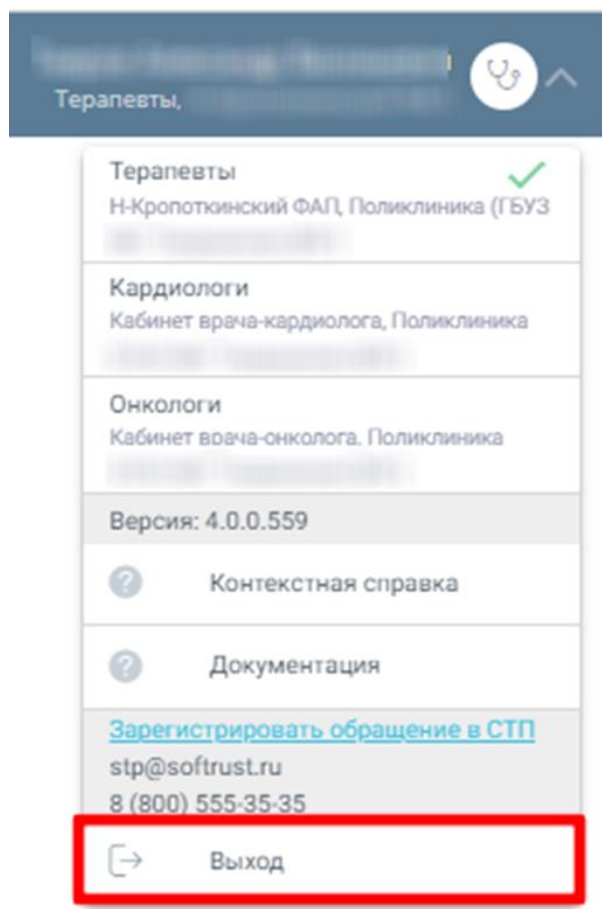 Терапевты,
Терапевты
Н-Кропоткинский ФАП, Поликлиника (ГБУЗ
Кардиологи
Кабинет врача-кардиолога, Поликлиника
Онкологи
Кабинет врача-онколога. Поликлиника
Версия: 4.0.0.559
Контекстная справка
Документация
Зарегистрировать обращение в СТП
stp@softrust.ru
8 (800) 555-35-35
Выход